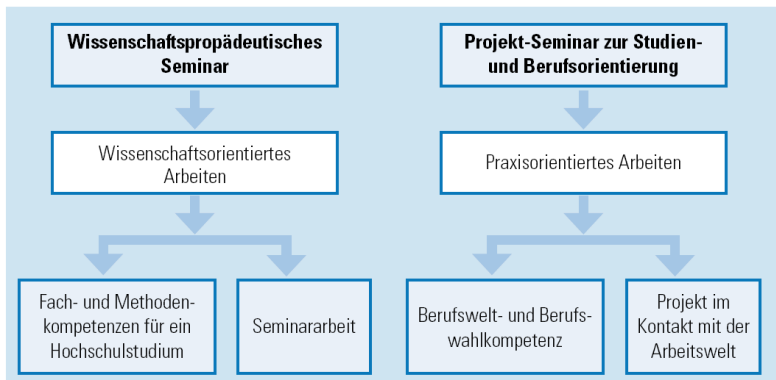 Wissenschaftspropädeutisches
Seminar
Projekt-Seminar zur Studien-
und Berufsorientierung
Wissenschaftsorientiertes
Arbeiten
Praxisorientiertes Arbeiten
Fach- und Methoden-
kompetenzen für ein
Hochschulstudium
Seminararbeit
Berufswelt- und Berufs-
wahlkompetenz
Projekt im
Kontakt mit der
Arbeitswelt